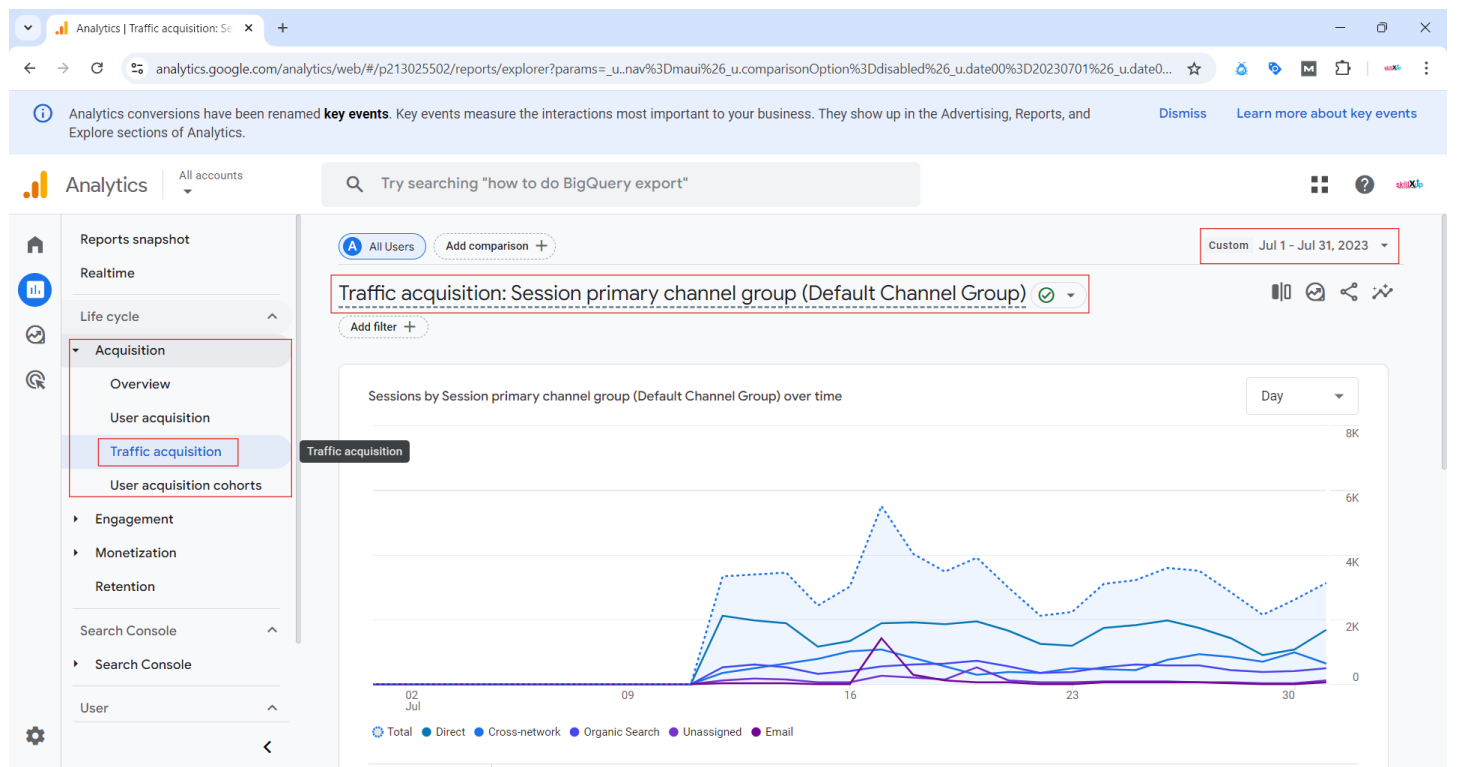 Analytics | Traffic acquisition: Se
analytics.google.com/analytics/web/#/p213025502/reports/explorer?params=_u..nav%3Dmaui%26_u.comparisonOption%3Ddisabled%26_u.date00%3D20230701%26_u.date0...
Analytics conversions have been renamed key events. Key events measure the interactions most important to your business. They show up in the Advertising, Reports, and
Explore sections of Analytics.
Dismiss
Learn more about key events
Analytics
All accounts
Try searching "how to do BigQuery export"
skillXUp
Reports snapshot
Realtime
Life cycle
Acquisition
Overview
User acquisition
Traffic acquisition
User acquisition cohorts
Engagement
Monetization
Retention
Search Console
Search Console
User
Traffic acquisition
A All Users
Add comparison +
Custom Jul 1 - Jul 31, 2023
Traffic acquisition: Session primary channel group (Default Channel Group)
Add filter +
Sessions by Session primary channel group (Default Channel Group) over time
Day
8K
6K
4K
2K
0
02
Jul
09
16
23
30
Total Direct Cross-network Organic Search Unassigned Email